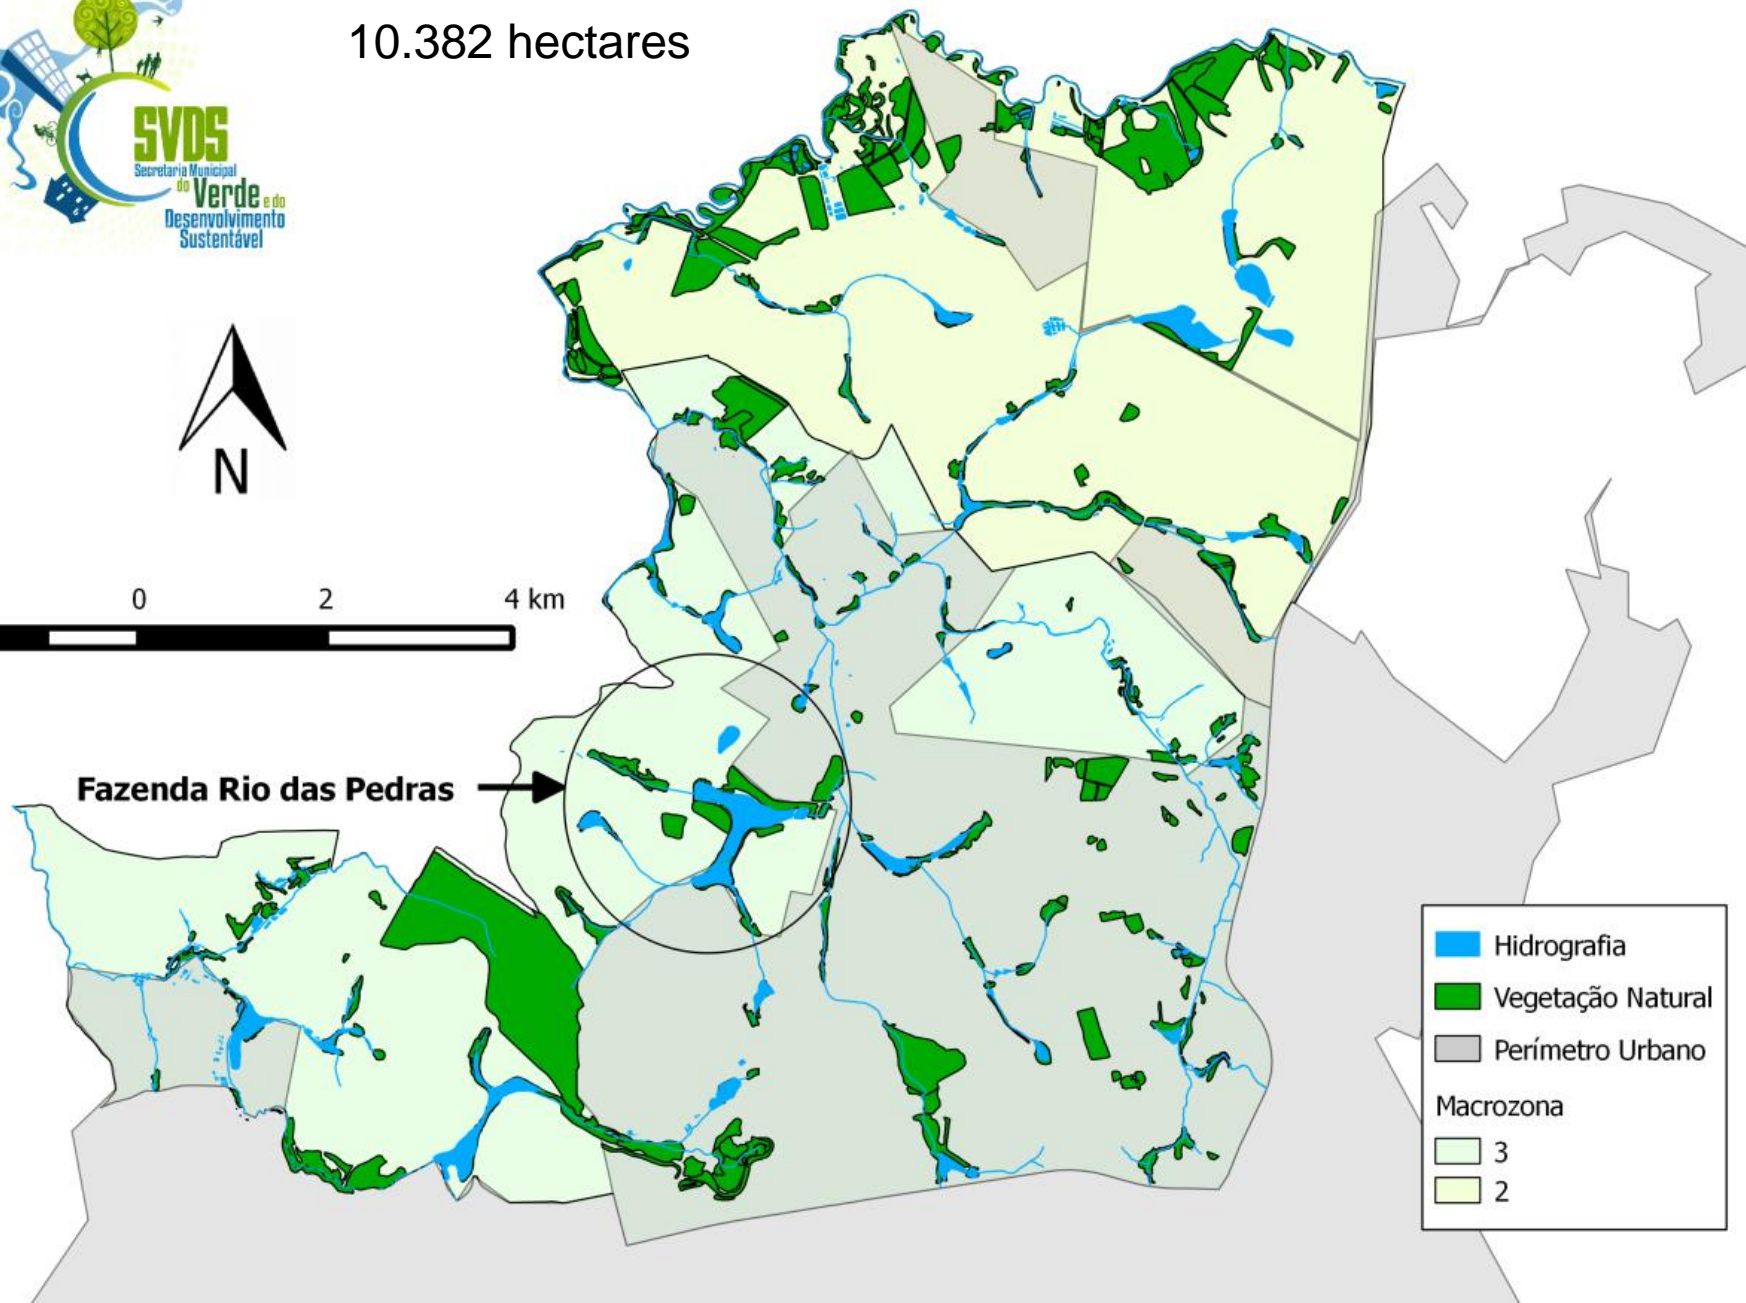 10.382 hectares
SVDS
Secretaria Municipal
do Verde e do
Desenvolvimento
Sustentável
N
0 2 4 km
Fazenda Rio das Pedras
Hidrografia
Vegetação Natural
Perímetro Urbano
Macrozona
3
2